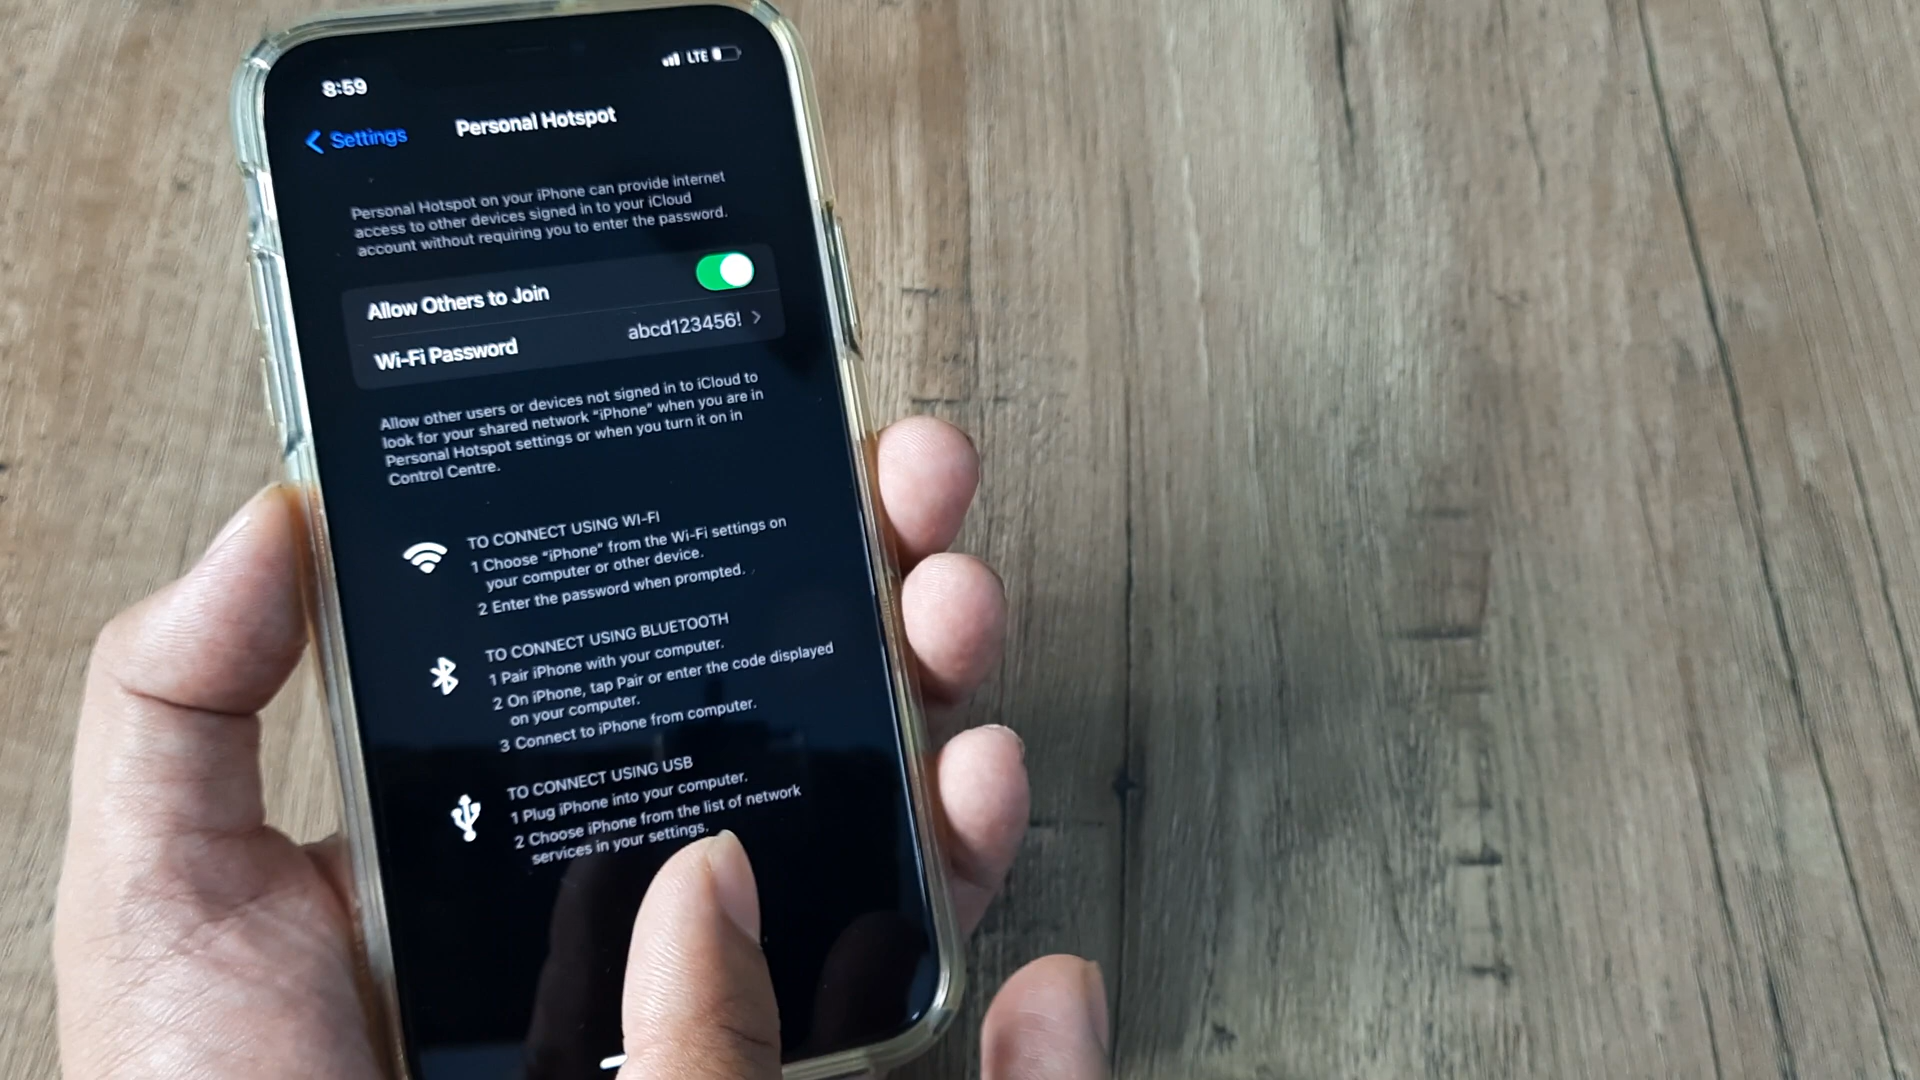 8:59 LTE
Settings Personal Hotspot
Personal Hotspot on your iPhone can provide internet
access to other devices signed in to your iCloud
account without requiring you to enter the password.
Allow Others to Join
Wi-Fi Password abcd123456!
Allow other users or devices not signed in to iCloud to
look for your shared network “iPhone” when you are in
Personal Hotspot settings or when you turn it on in
Control Centre.
TO CONNECT USING WI-FI
1 Choose “iPhone” from the Wi-Fi settings on
your computer or other device.
2 Enter the password when prompted.
TO CONNECT USING BLUETOOTH
1 Pair iPhone with your computer.
2 On iPhone, tap Pair or enter the code displayed
on your computer.
3 Connect to iPhone from computer.
TO CONNECT USING USB
1 Plug iPhone into your computer.
2 Choose iPhone from the list of network
services in your settings.